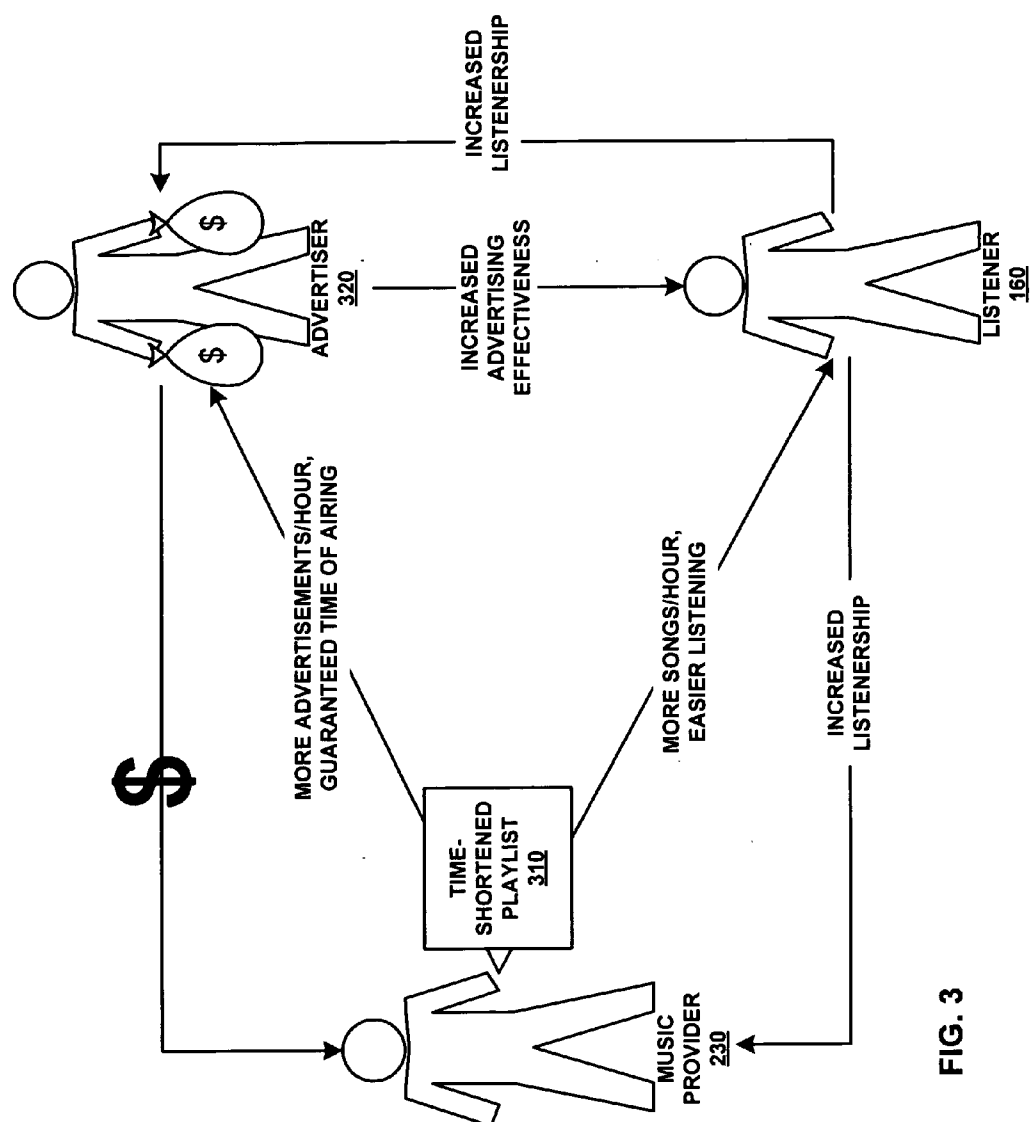 $
MORE ADVERTISEMENTS/HOUR,
GUARANTEED TIME OF AIRING
$
$
ADVERTISER
320
INCREASED
LISTENERSHIP
INCREASED
ADVERTISING
EFFECTIVENESS
TIME-
SHORTENED
PLAYLIST
310
MUSIC
PROVIDER
230
MORE SONGS/HOUR,
EASIER LISTENING
LISTENER
160
INCREASED
LISTENERSHIP
FIG. 3